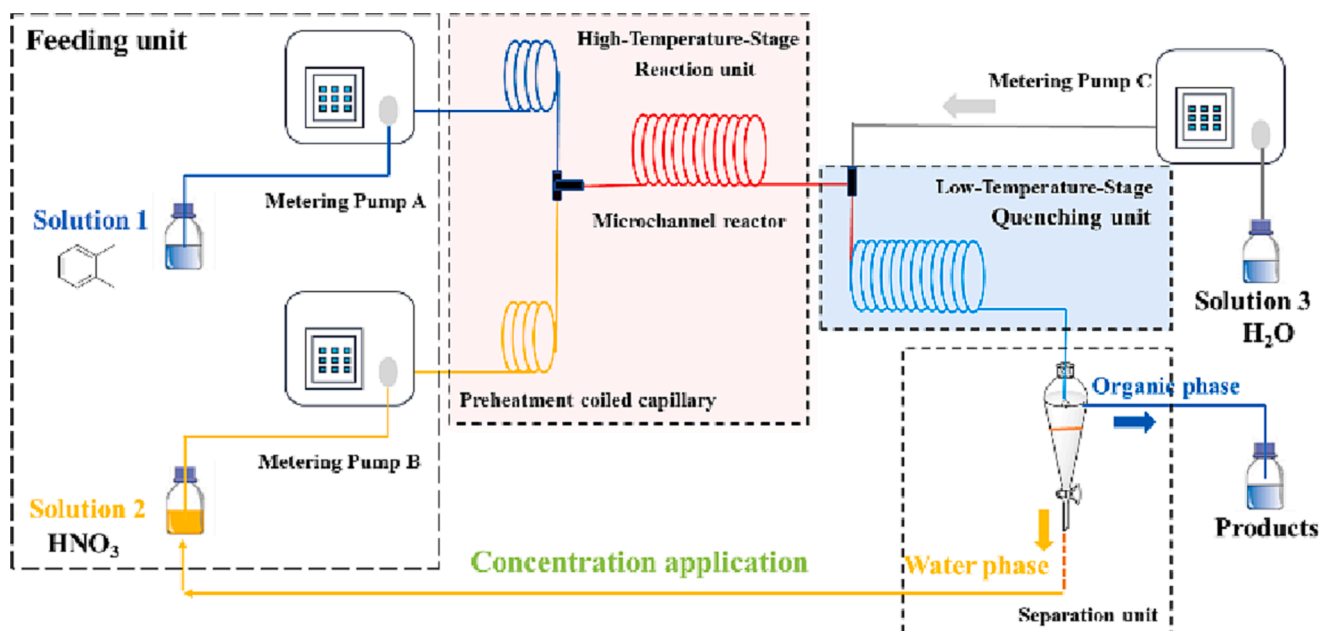 Feeding unit
Metering Pump A
Solution 1
Metering Pump B
Solution 2
HNO3
High-Temperature-Stage
Reaction unit
Microchannel reactor
Preheatment coiled capillary
Metering Pump C
Low-Temperature-Stage
Quenching unit
Solution 3
H2O
Organic phase
Products
Water phase
Separation unit
Concentration application